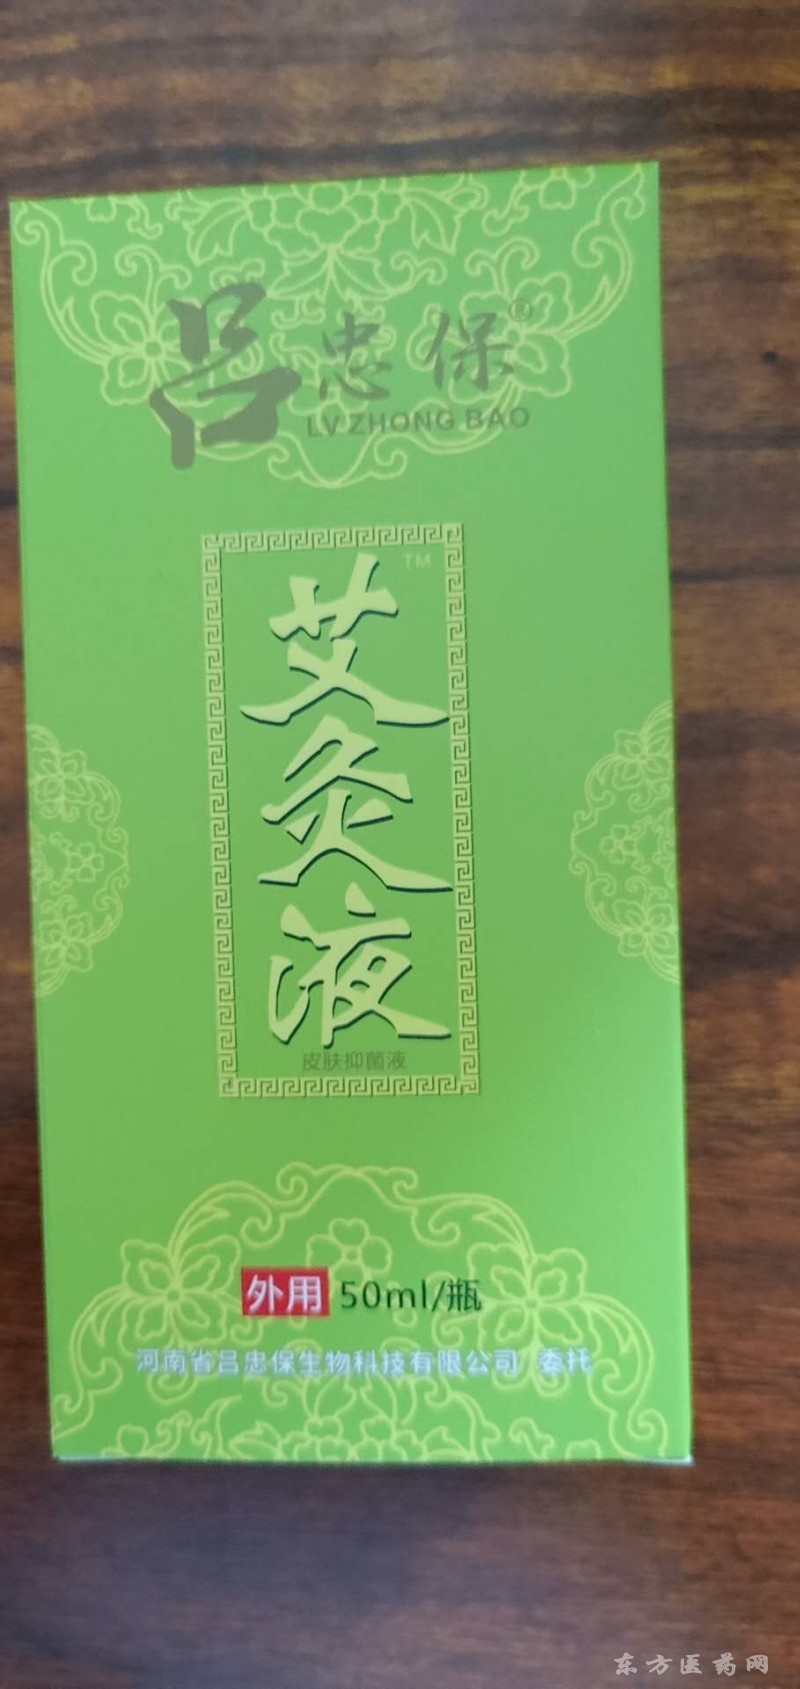 吕忠保®
LV ZHONG BAO
艾灸液™
皮肤抑菌液
外用 50ml/瓶
河南省吕忠保生物科技有限公司 委托
东方医药网